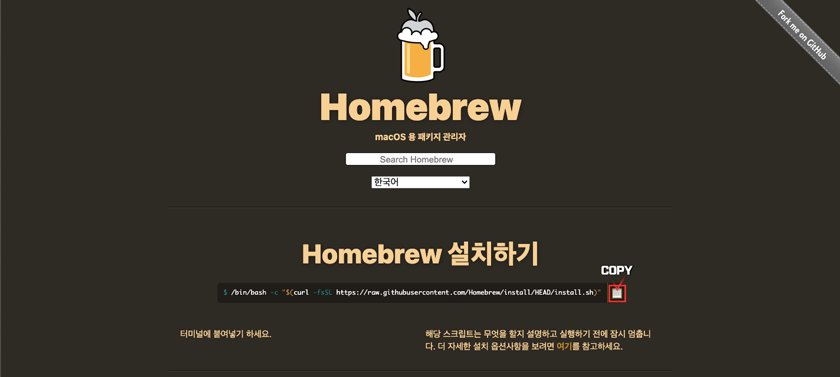 Fork me on GitHub
Homebrew
macOS 용 패키지 관리자
Search Homebrew
한국어
Homebrew 설치하기
COPY
$ /bin/bash -c "$(curl -fsSL https://raw.githubusercontent.com/Homebrew/install/HEAD/install.sh)"
터미널에 붙여넣기 하세요.
해당 스크립트는 무엇을 할지 설명하고 실행하기 전에 잠시 멈춥니
다. 더 자세한 설치 옵션사항을 보려면 여기를 참고하세요.